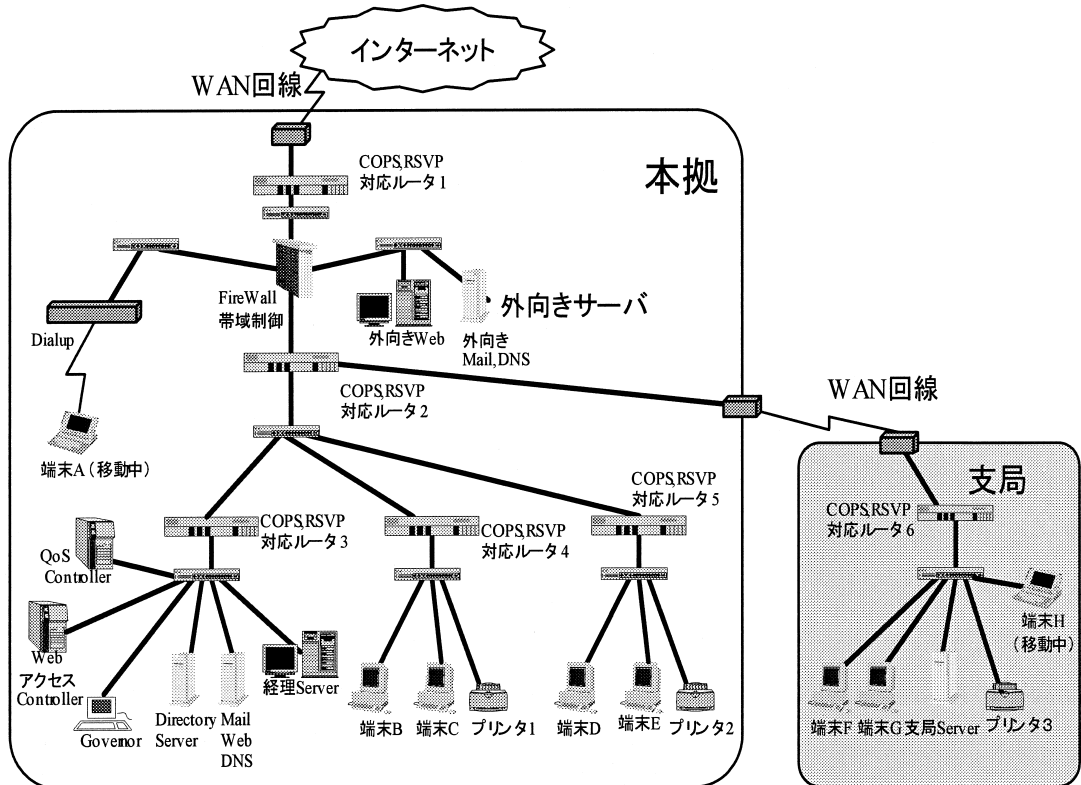 インターネット
WAN回線
本拠
COPS,RSVP
対応ルータ1
FireWall
帯域制御
外向きWeb
外向き
Mail,DNS
外向きサーバ
Dialup
端末A(移動中)
COPS,RSVP
対応ルータ2
WAN回線
支局
COPS,RSVP
対応ルータ3
COPS,RSVP
対応ルータ4
COPS,RSVP
対応ルータ5
COPS,RSVP
対応ルータ6
QoS
Controller
Web
アクセス
Controller
Governor
Directory
Server
Mail
Web
DNS
経理Server
端末B
端末C
プリンタ1
端末D
端末E
プリンタ2
端末F
端末G
支局Server
プリンタ3
端末H
(移動中)